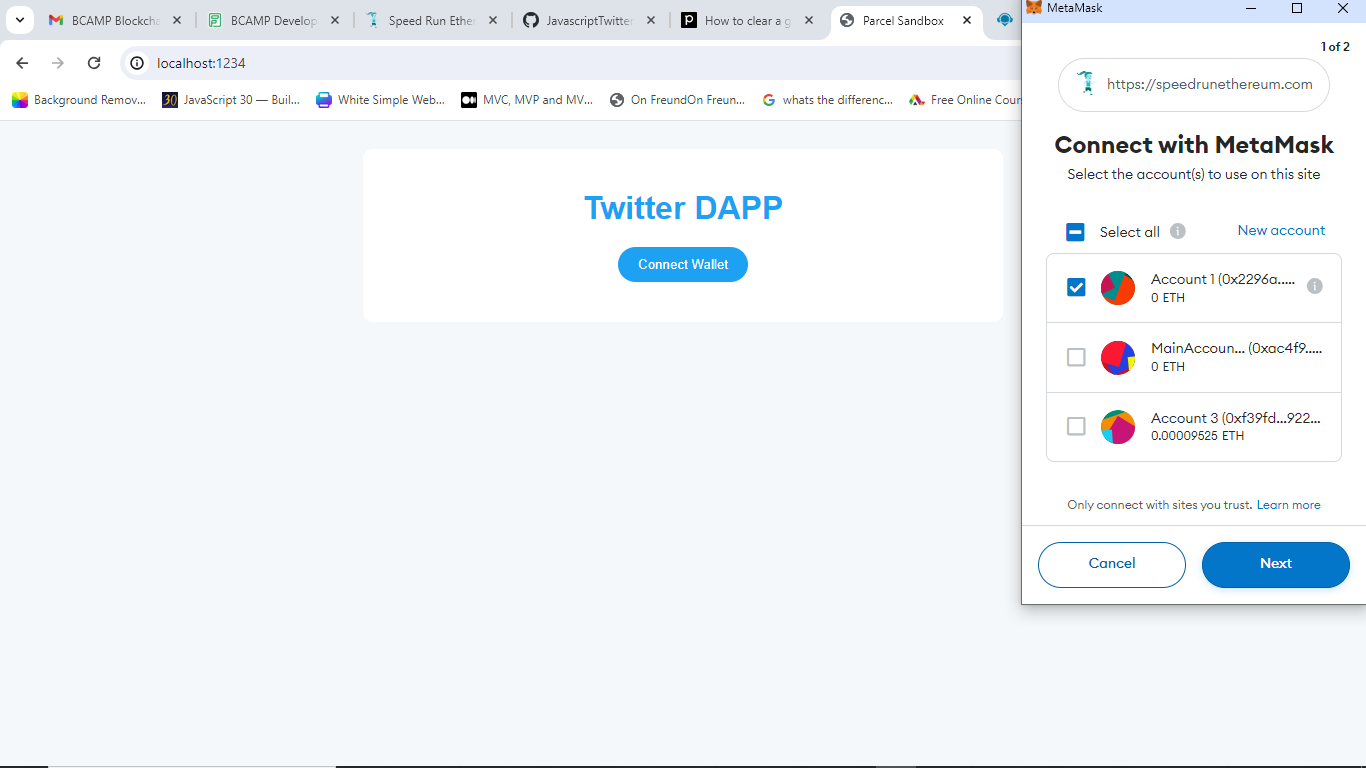 BCAMP Blockcha
BCAMP Develop
Speed Run Ether
JavascriptTwitter
How to clear a g
Parcel Sandbox
localhost:1234
Background Remov...
30 JavaScript 30 — Buil...
White Simple Web...
MVC, MVP and MV...
On FreundOn Freun...
whats the differenc...
Free Online Cour
Twitter DAPP
Connect Wallet
MetaMask
1 of 2
https://speedrunethereum.com
Connect with MetaMask
Select the account(s) to use on this site
Select all
New account
Account 1 (0x2296a.....
0 ETH
MainAccoun... (0xac4f9.....
0 ETH
Account 3 (0xf39fd...922...
0.00009525 ETH
Only connect with sites you trust. Learn more
Cancel
Next